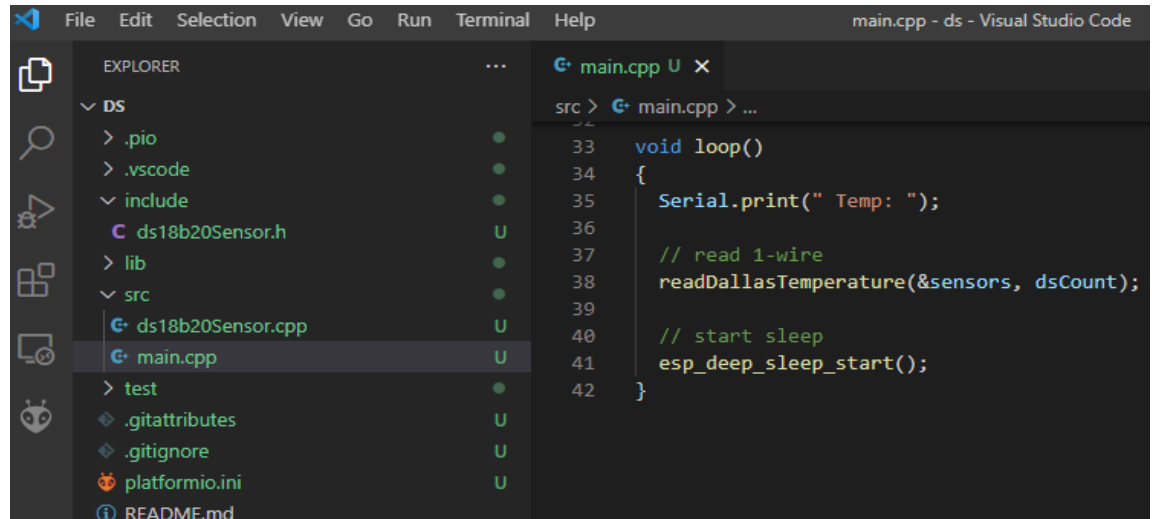 File Edit Selection View Go Run Terminal Help main.cpp - ds - Visual Studio Code
EXPLORER ...
DS
> .pio
> .vscode
include
C ds18b20Sensor.h U
> lib
src
ds18b20Sensor.cpp U
main.cpp U
> test
.gitattributes U
.gitignore U
platformio.ini U
README.md
main.cpp U ×
src > main.cpp > ...
32
33 void loop()
34 {
35 Serial.print(" Temp: ");
36
37 // read 1-wire
38 readDallasTemperature(&sensors, dsCount);
39
40 // start sleep
41 esp_deep_sleep_start();
42 }